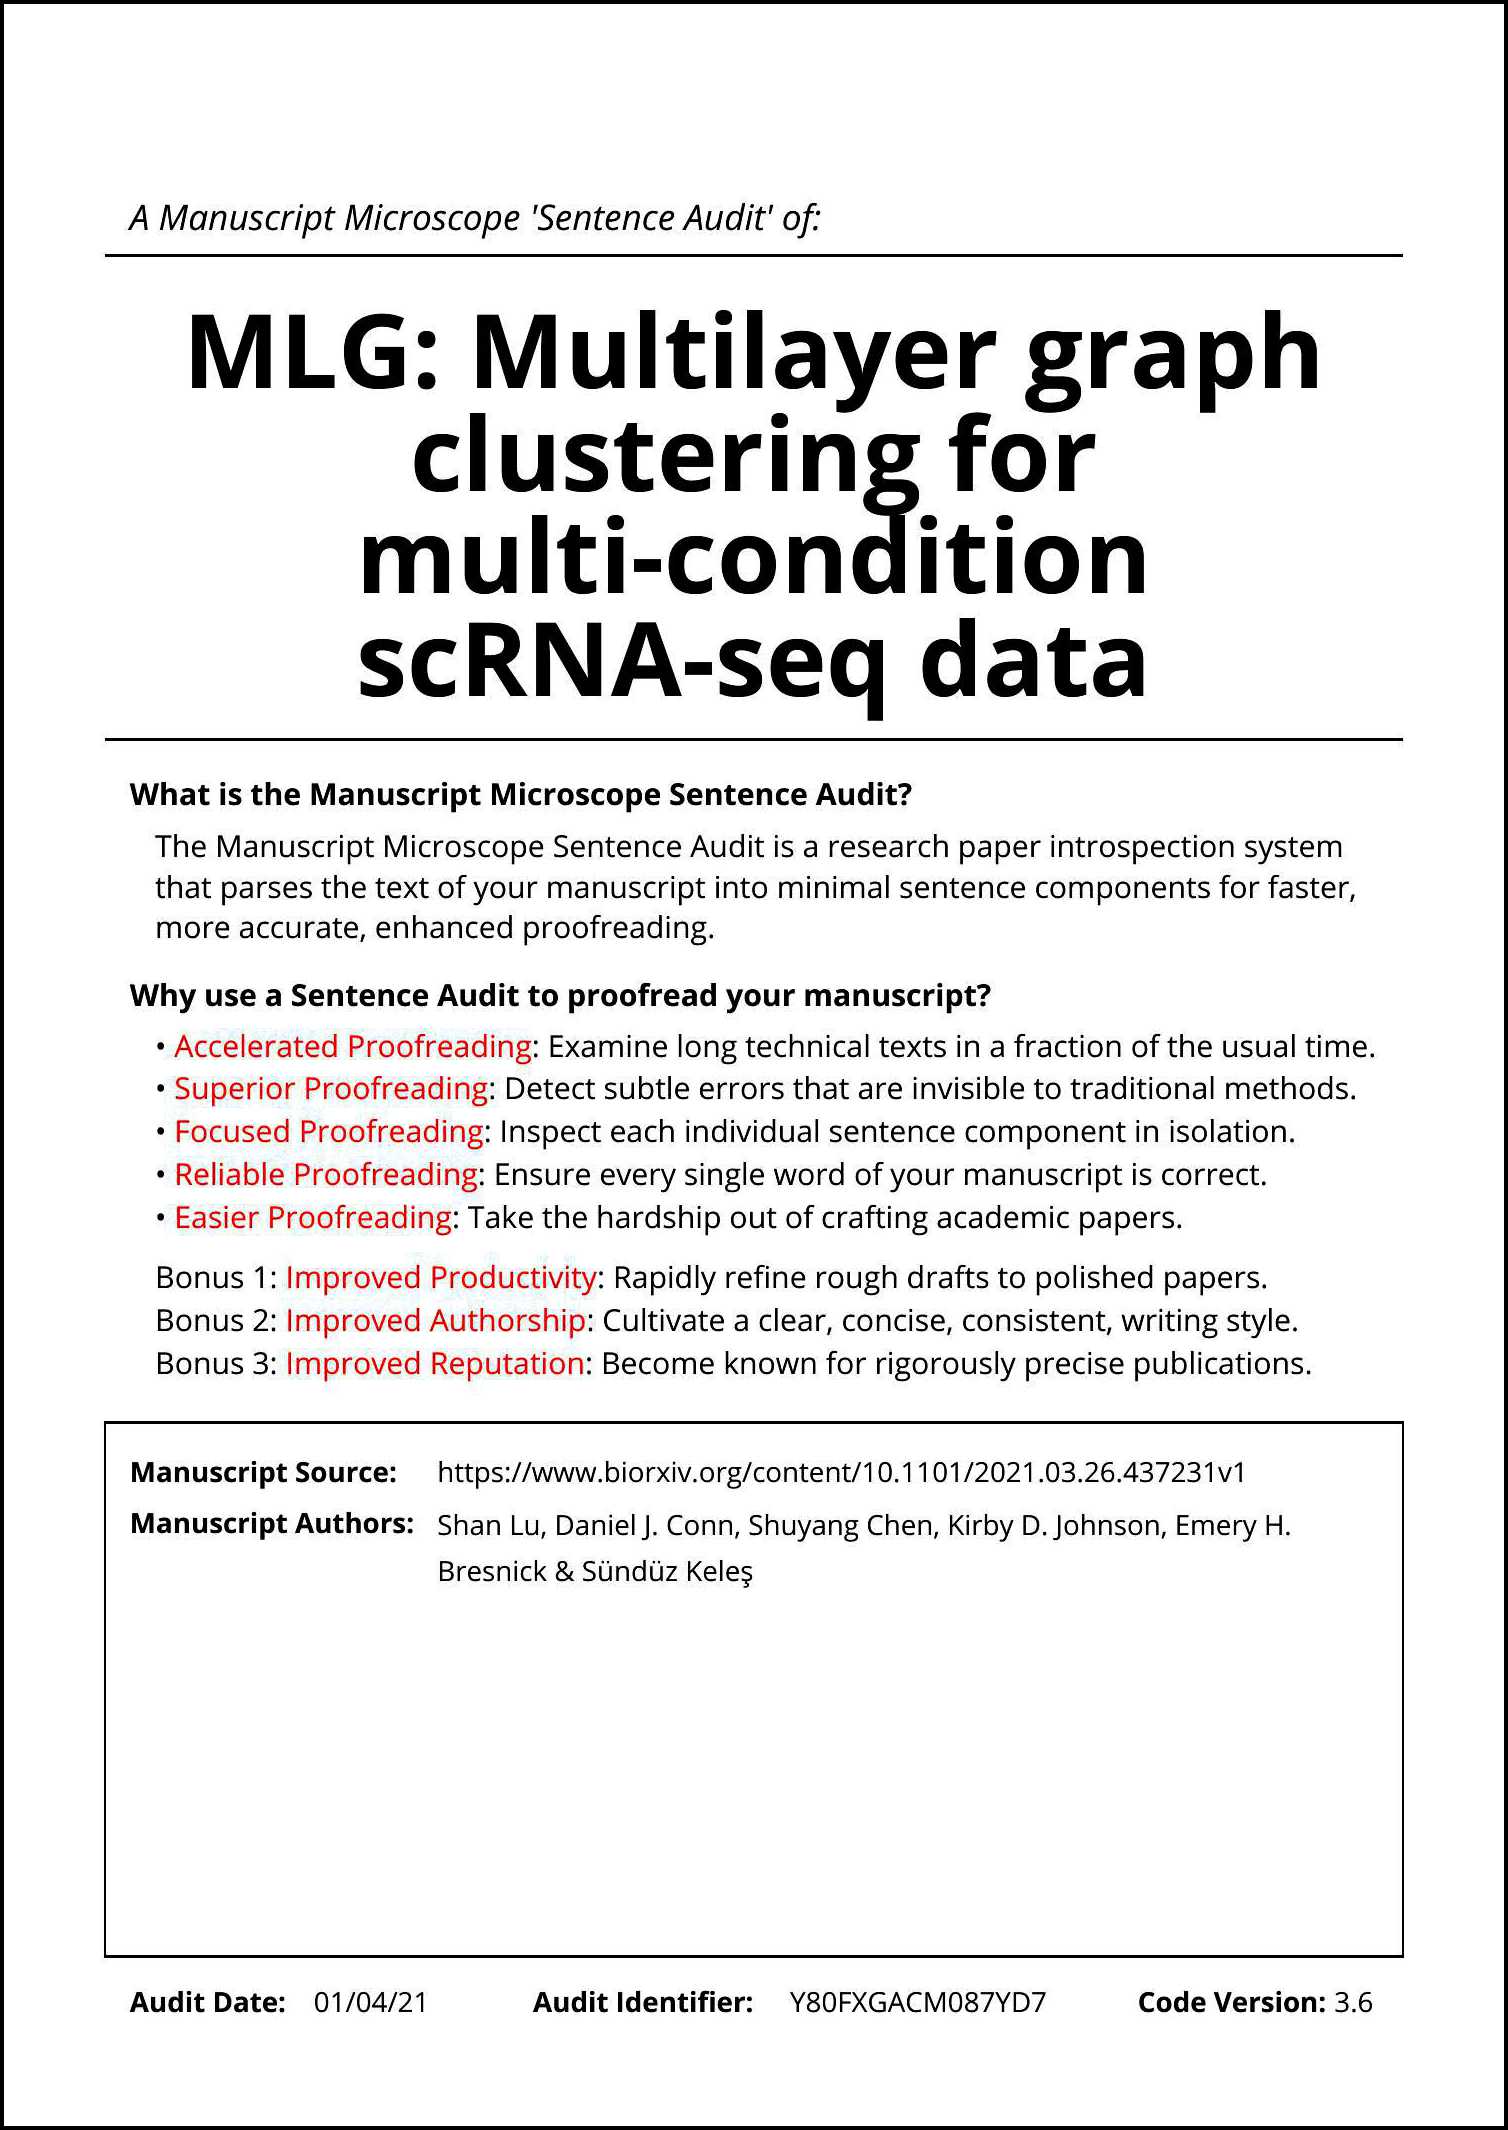 A Manuscript Microscope 'Sentence Audit' of:
MLG: Multilayer graph
clustering for
multi-condition
scRNA-seq data
What is the Manuscript Microscope Sentence Audit?
The Manuscript Microscope Sentence Audit is a research paper introspection system
that parses the text of your manuscript into minimal sentence components for faster,
more accurate, enhanced proofreading.
Why use a Sentence Audit to proofread your manuscript?
• Accelerated Proofreading: Examine long technical texts in a fraction of the usual time.
• Superior Proofreading: Detect subtle errors that are invisible to traditional methods.
• Focused Proofreading: Inspect each individual sentence component in isolation.
• Reliable Proofreading: Ensure every single word of your manuscript is correct.
• Easier Proofreading: Take the hardship out of crafting academic papers.
Bonus 1: Improved Productivity: Rapidly refine rough drafts to polished papers.
Bonus 2: Improved Authorship: Cultivate a clear, concise, consistent, writing style.
Bonus 3: Improved Reputation: Become known for rigorously precise publications.
Manuscript Source: https://www.biorxiv.org/content/10.1101/2021.03.26.437231v1
Manuscript Authors: Shan Lu, Daniel J. Conn, Shuyang Chen, Kirby D. Johnson, Emery H.
Bresnick & Sündüz Keleş
Audit Date: 01/04/21 Audit Identifier: Y80FXGACM087YD7 Code Version: 3.6